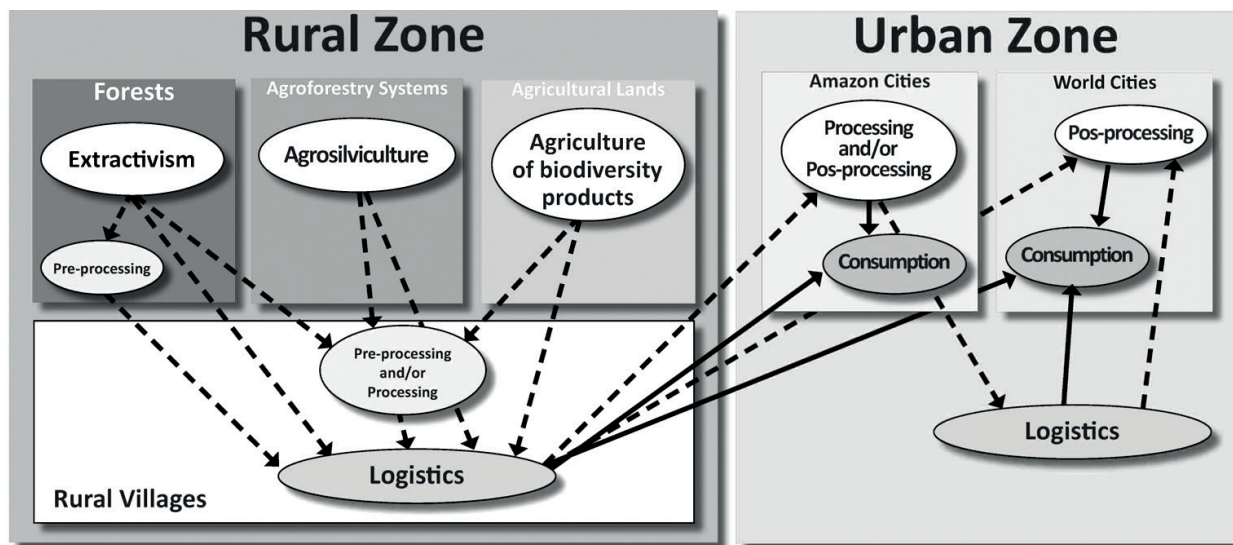 Rural Zone
Urban Zone
Forests
Agroforestry Systems
Agricultural Lands
Amazon Cities
World Cities
Extractivism
Agrosilviculture
Agriculture
of biodiversity
products
Processing
and/or
Pos-processing
Pos-processing
Pre-processing
Consumption
Consumption
Pre-processing
and/or
Processing
Logistics
Logistics
Rural Villages